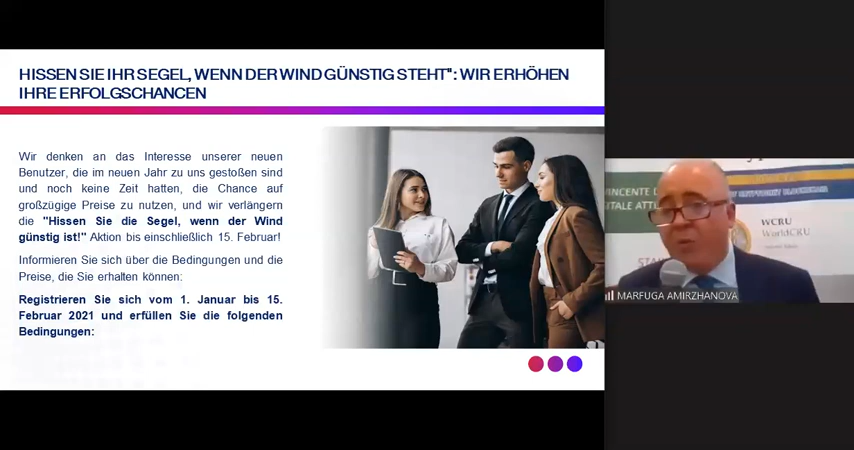 HISSEN SIE IHR SEGEL, WENN DER WIND GÜNSTIG STEHT": WIR ERHÖHEN
IHRE ERFOLGSCHANCEN
Wir denken an das Interesse unserer neuen
Benutzer, die im neuen Jahr zu uns gestoßen sind
und noch keine Zeit hatten, die Chance auf
großzügige Preise zu nutzen, und wir verlängern
die "Hissen Sie die Segel, wenn der Wind
günstig ist!" Aktion bis einschließlich 15. Februar!
Informieren Sie sich über die Bedingungen und die
Preise, die Sie erhalten können:
Registrieren Sie sich vom 1. Januar bis 15.
Februar 2021 und erfüllen Sie die folgenden
Bedingungen:
VINCENTE D
ITALE ATTE
WCRU
WorldCRU
MARFUGA AMIRZHANOVA